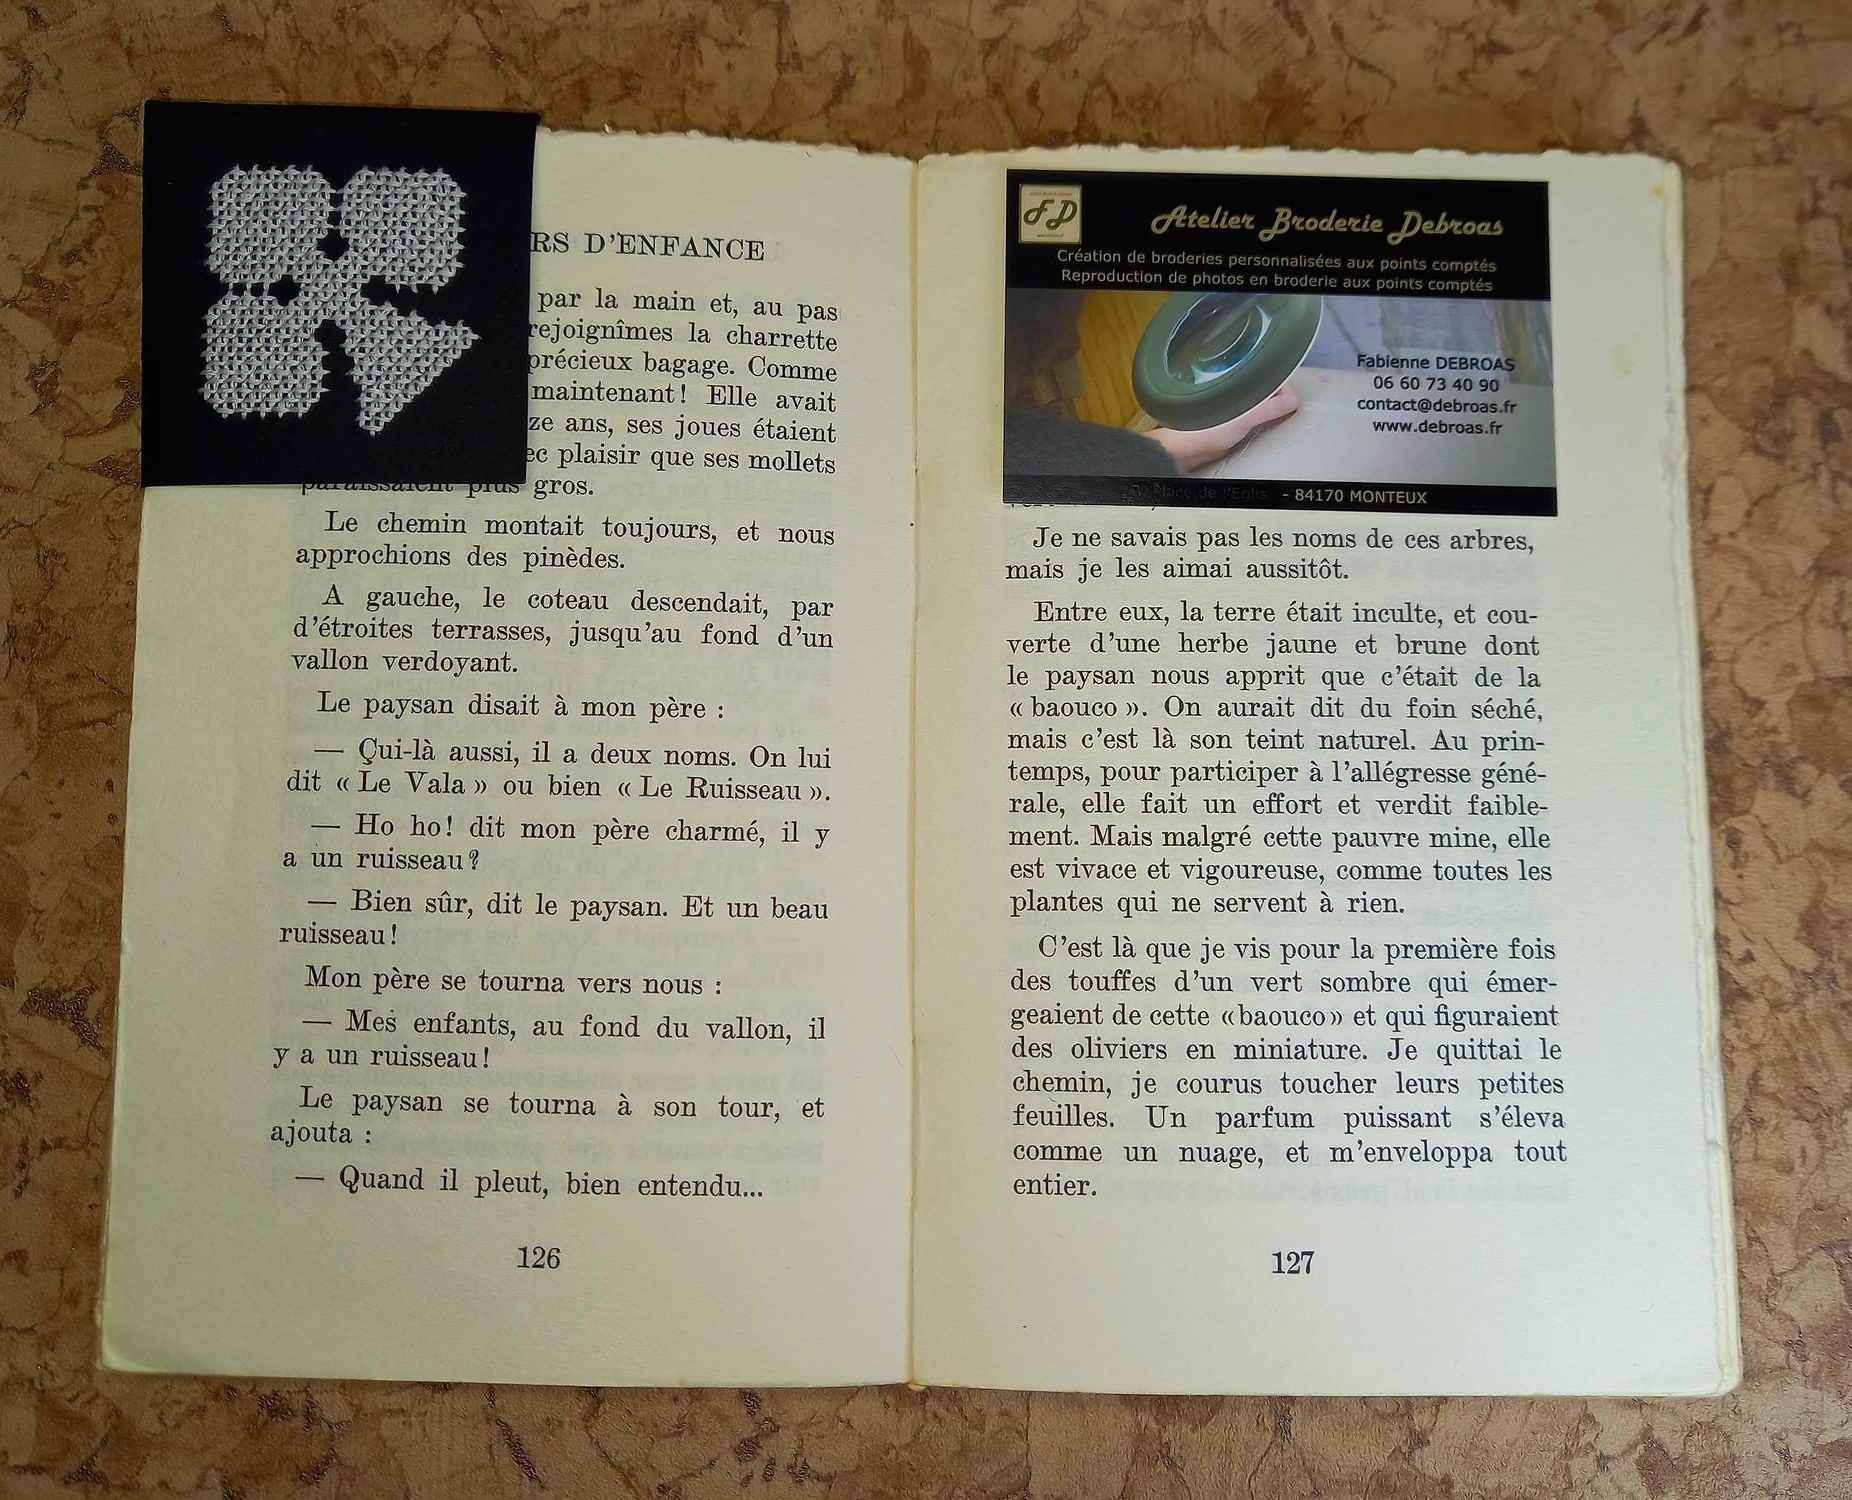 RS D'ENFANCE
par la main et, au pas
rejoignîmes la charrette
précieux bagage. Comme
maintenant! Elle avait
ze ans, ses joues étaient
ec plaisir que ses mollets
paraissaient plus gros.
Le chemin montait toujours, et nous
approchions des pinèdes.
A gauche, le coteau descendait, par
d'étroites terrasses, jusqu'au fond d'un
vallon verdoyant.
Le paysan disait à mon père :
— Çui-là aussi, il a deux noms. On lui
dit « Le Vala » ou bien « Le Ruisseau ».
— Ho ho! dit mon père charmé, il y
a un ruisseau?
— Bien sûr, dit le paysan. Et un beau
ruisseau!
Mon père se tourna vers nous :
— Mes enfants, au fond du vallon, il
y a un ruisseau!
Le paysan se tourna à son tour, et
ajouta :
— Quand il pleut, bien entendu...
126
FD
Atelier Broderie Debroas
Création de broderies personnalisées aux points comptés
Reproduction de photos en broderie aux points comptés
Fabienne DEBROAS
06 60 73 40 90
contact@debroas.fr
www.debroas.fr
Place de l'Eglis - 84170 MONTEUX
Je ne savais pas les noms de ces arbres,
mais je les aimai aussitôt.
Entre eux, la terre était inculte, et cou-
verte d'une herbe jaune et brune dont
le paysan nous apprit que c'était de la
« baouco ». On aurait dit du foin séché,
mais c'est là son teint naturel. Au prin-
temps, pour participer à l'allégresse géné-
rale, elle fait un effort et verdit faible-
ment. Mais malgré cette pauvre mine, elle
est vivace et vigoureuse, comme toutes les
plantes qui ne servent à rien.
C'est là que je vis pour la première fois
des touffes d'un vert sombre qui émer-
geaient de cette «baouco» et qui figuraient
des oliviers en miniature. Je quittai le
chemin, je courus toucher leurs petites
feuilles. Un parfum puissant s'éleva
comme un nuage, et m'enveloppa tout
entier.
127